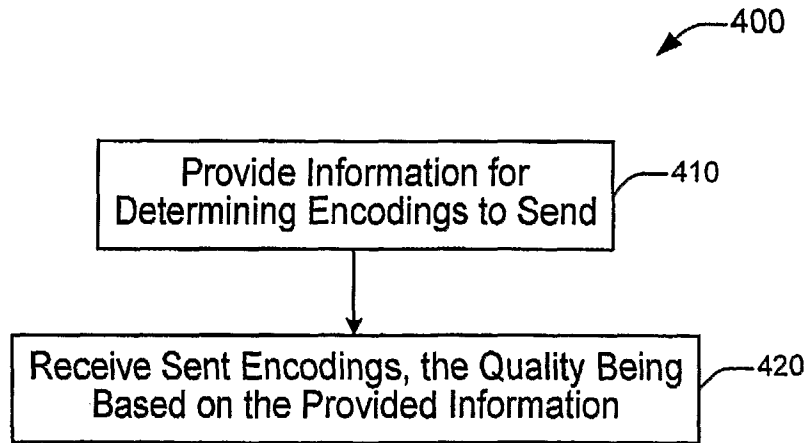 400
Provide Information for
Determining Encodings to Send
410
Receive Sent Encodings, the Quality Being
Based on the Provided Information
420